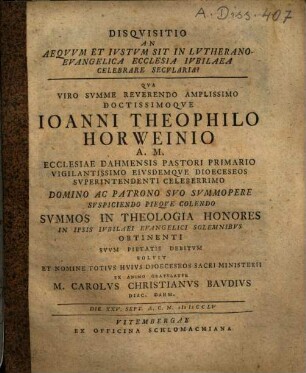 A. Diss. 407
DISQVISITIO
AN
AEQVVM ET IVSTVM SIT IN LVTHERANO-
EVANGELICA ECCLESIA IVBILAEA
CELEBRARE SECVLARIA?
QVA
VIRO SVMME REVERENDO AMPLISSIMO
DOCTISSIMOQVE
IOANNI THEOPHILO
HORWEINIO
A. M.
ECCLESIAE DAHMENSIS PASTORI PRIMARIO
VIGILANTISSIMO EIVSDEMQVE DIOECESEOS
SVPERINTENDENTI CELEBERRIMO
DOMINO AC PATRONO SVO SVMMOPERE
SVSPICIENDO PIEQVE COLENDO
SVMMOS IN THEOLOGIA HONORES
IN IPSIS IVBILAEI EVANGELICI SOLEMNIBVS
OBTINENTI
SVVM PIETATIS DEBITVM
SOLVIT
ET NOMINE TOTIVS HVIVS DIOECESEOS SACRI MINISTERII
EX ANIMO GRATVLATVR
M. CAROLVS CHRISTIANVS BAVDIVS
DIAC. DAHM.
DIE XXV. SEPT. A. C. N.
VITEMBERGAE
EX OFFICINA SCHLOMACHIANA.